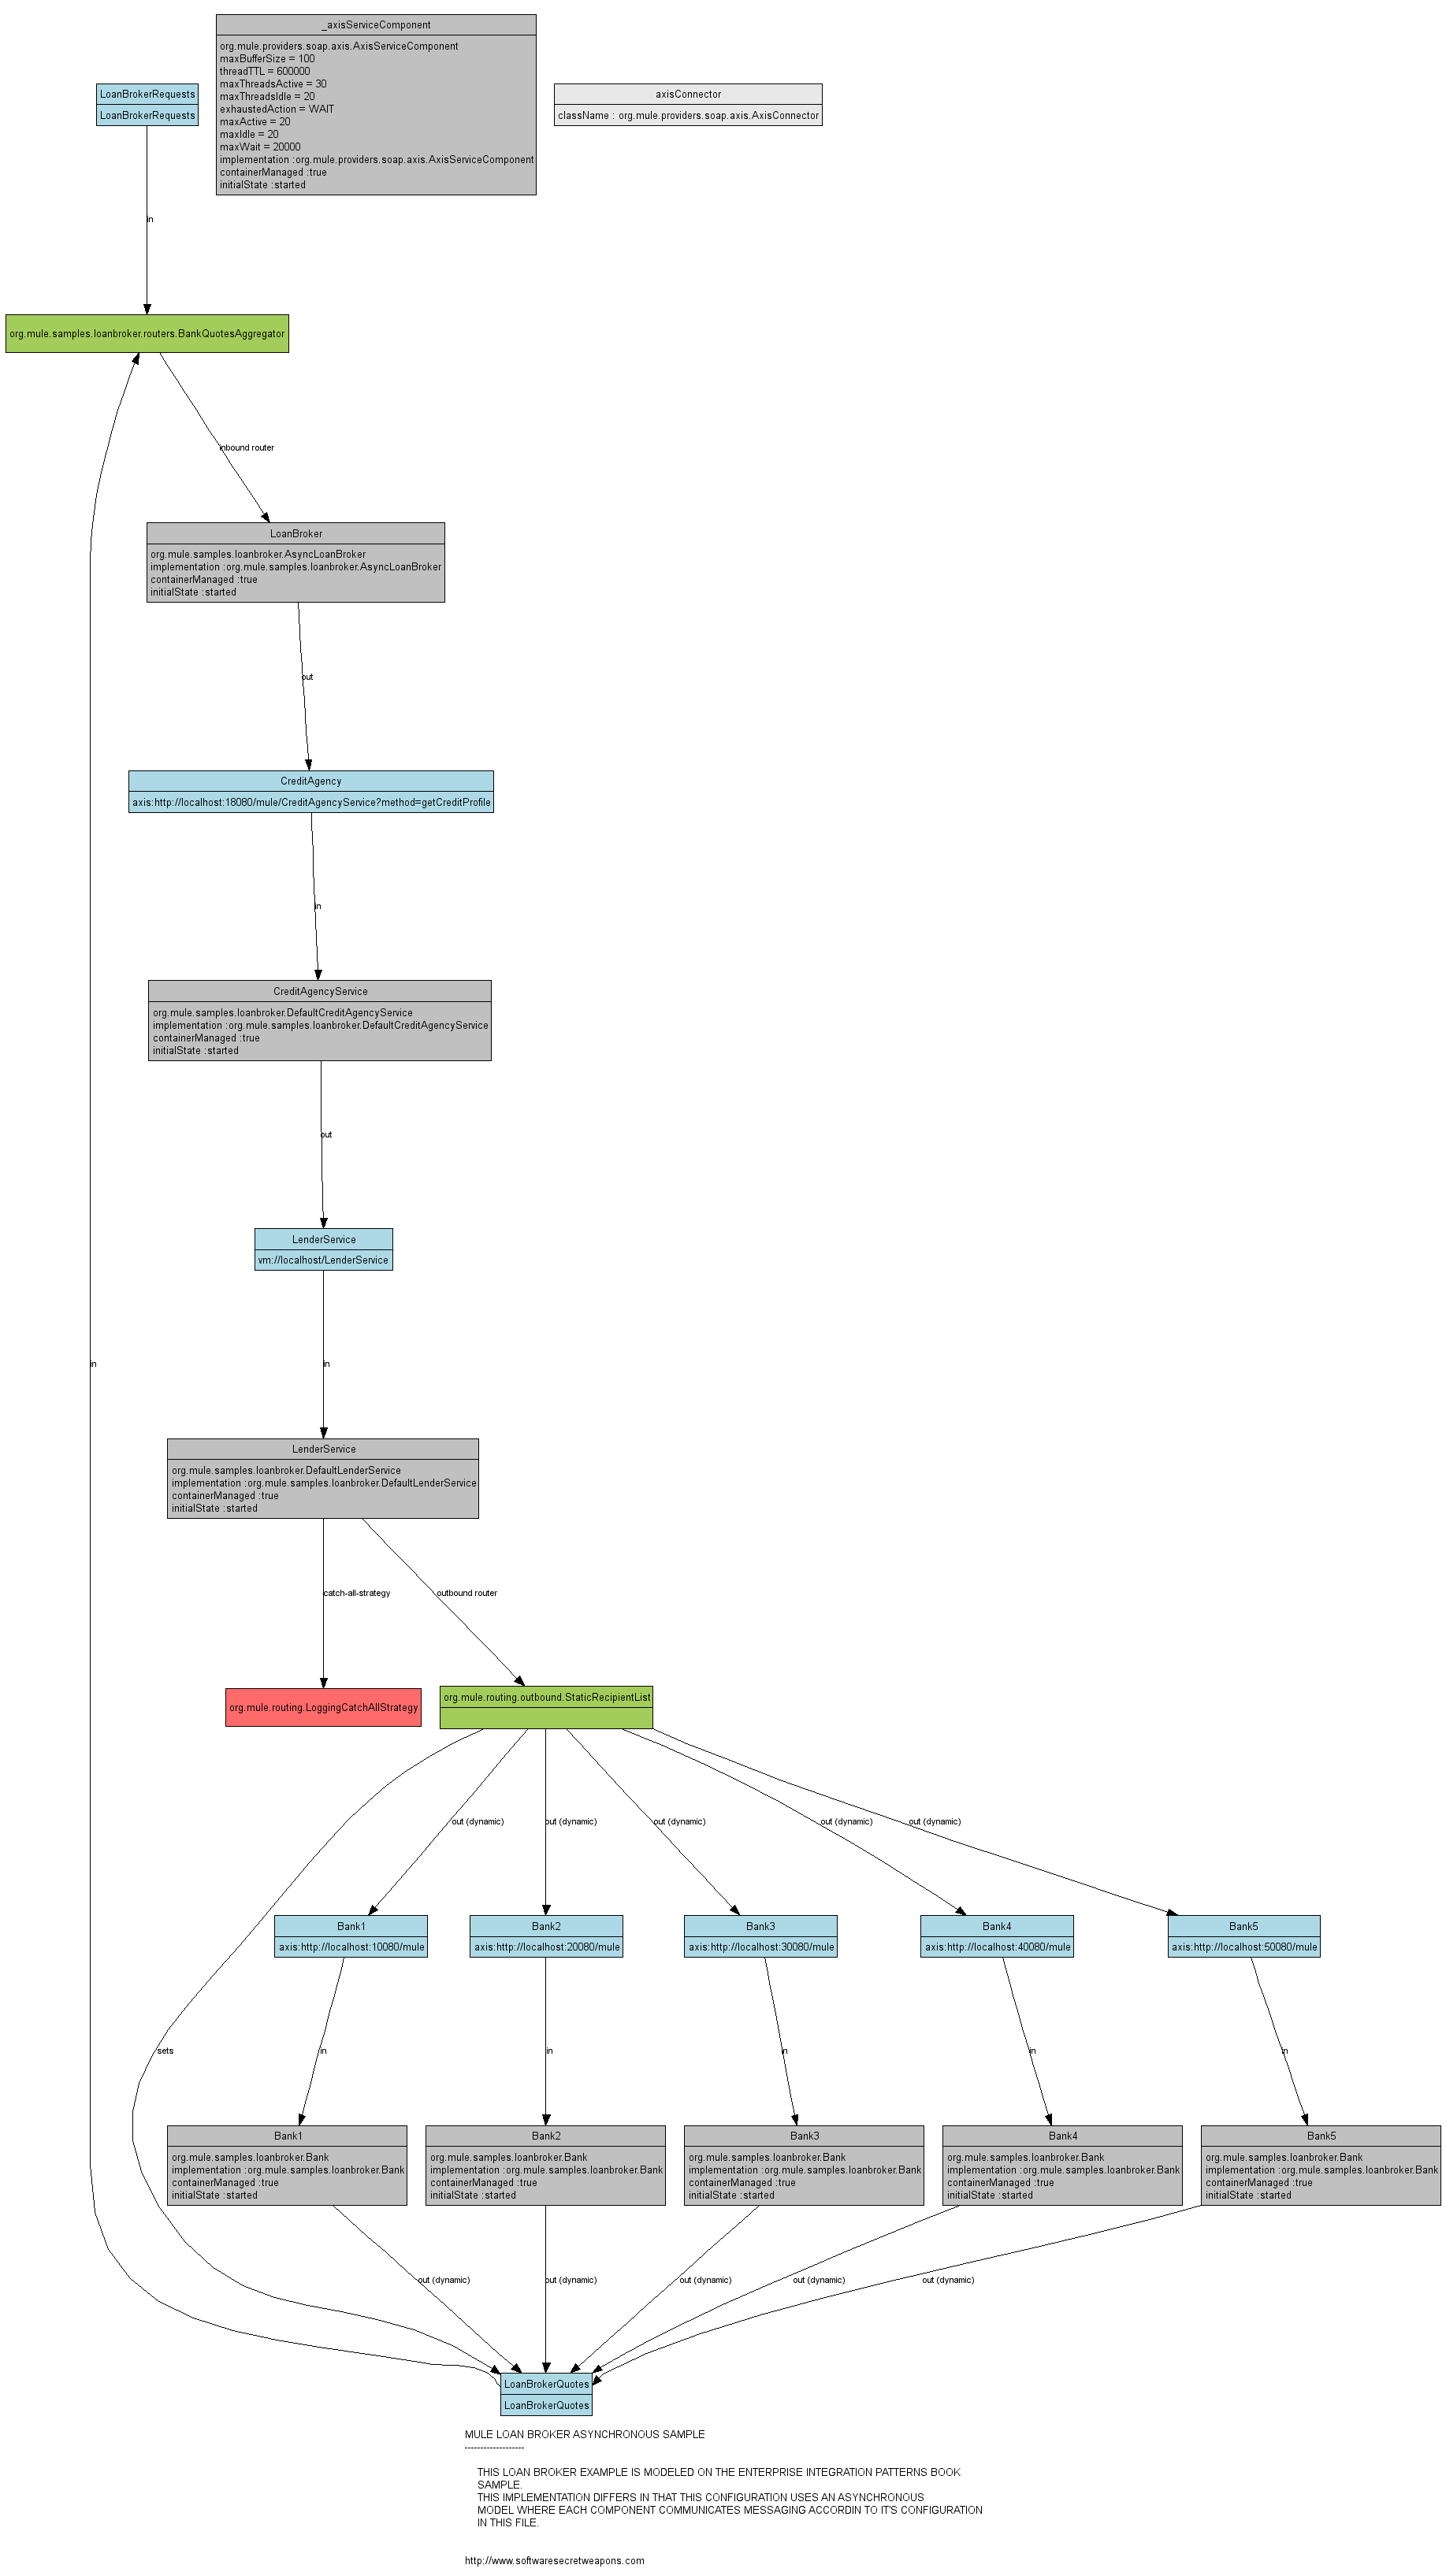 _axisServiceComponent
org.mule.providers.soap.axis.AxisServiceComponent
maxBufferSize = 100
threadTTL = 600000
maxThreadsActive = 30
maxThreadsIdle = 20
exhaustedAction = WAIT
maxActive = 20
maxIdle = 20
maxWait = 20000
implementation :org.mule.providers.soap.axis.AxisServiceComponent
containerManaged :true
initialState :started
LoanBrokerRequests
LoanBrokerRequests
axisConnector
className : org.mule.providers.soap.axis.AxisConnector
in
org.mule.samples.loanbroker.routers.BankQuotesAggregator
inbound router
LoanBroker
org.mule.samples.loanbroker.AsyncLoanBroker
implementation :org.mule.samples.loanbroker.AsyncLoanBroker
containerManaged :true
initialState :started
out
CreditAgency
axis:http://localhost:18080/mule/CreditAgencyService?method=getCreditProfile
in
CreditAgencyService
org.mule.samples.loanbroker.DefaultCreditAgencyService
implementation :org.mule.samples.loanbroker.DefaultCreditAgencyService
containerManaged :true
initialState :started
out
LenderService
vm://localhost/LenderService
in
in
LenderService
org.mule.samples.loanbroker.DefaultLenderService
implementation :org.mule.samples.loanbroker.DefaultLenderService
containerManaged :true
initialState :started
catch-all-strategy
outbound router
org.mule.routing.LoggingCatchAllStrategy
org.mule.routing.outbound.StaticRecipientList
out (dynamic)
out (dynamic)
out (dynamic)
out (dynamic)
out (dynamic)
Bank1
axis:http://localhost:10080/mule
Bank2
axis:http://localhost:20080/mule
Bank3
axis:http://localhost:30080/mule
Bank4
axis:http://localhost:40080/mule
Bank5
axis:http://localhost:50080/mule
sets
in
in
in
in
in
Bank1
org.mule.samples.loanbroker.Bank
implementation :org.mule.samples.loanbroker.Bank
containerManaged :true
initialState :started
Bank2
org.mule.samples.loanbroker.Bank
implementation :org.mule.samples.loanbroker.Bank
containerManaged :true
initialState :started
Bank3
org.mule.samples.loanbroker.Bank
implementation :org.mule.samples.loanbroker.Bank
containerManaged :true
initialState :started
Bank4
org.mule.samples.loanbroker.Bank
implementation :org.mule.samples.loanbroker.Bank
containerManaged :true
initialState :started
Bank5
org.mule.samples.loanbroker.Bank
implementation :org.mule.samples.loanbroker.Bank
containerManaged :true
initialState :started
out (dynamic)
out (dynamic)
out (dynamic)
out (dynamic)
out (dynamic)
LoanBrokerQuotes
LoanBrokerQuotes
MULE LOAN BROKER ASYNCHRONOUS SAMPLE
-------------------
THIS LOAN BROKER EXAMPLE IS MODELED ON THE ENTERPRISE INTEGRATION PATTERNS BOOK
SAMPLE.
THIS IMPLEMENTATION DIFFERS IN THAT THIS CONFIGURATION USES AN ASYNCHRONOUS
MODEL WHERE EACH COMPONENT COMMUNICATES MESSAGING ACCORDIN TO IT'S CONFIGURATION
IN THIS FILE.
http://www.softwaresecretweapons.com